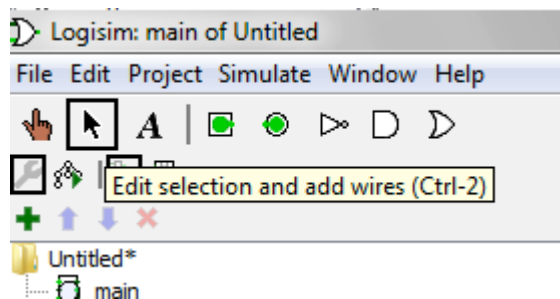 Logisim: main of Untitled
File Edit Project Simulate Window Help
A
Edit selection and add wires (Ctrl-2)
Untitled*
main